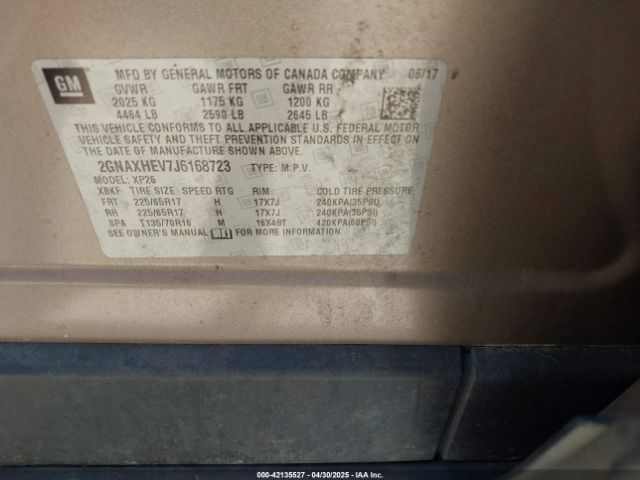 GM
MFD BY GENERAL MOTORS OF CANADA COMPANY 06/17
GVWR GAWR FRT GAWR RR
2025 KG 1175 KG 1200 KG
4464 LB 2590 LB 2645 LB
THIS VEHICLE CONFORMS TO ALL APPLICABLE U.S. FEDERAL MOTOR
VEHICLE SAFETY AND THEFT PREVENTION STANDARDS IN EFFECT ON
THE DATE OF MANUFACTURE SHOWN ABOVE.
2GNAXHEV7J6168723 TYPE: M.P.V.
MODEL: XP26
XBKF TIRE SIZE SPEED RTG RIM COLD TIRE PRESSURE
FRT 225/65R17 H 17X7J 240KPA(35PSI)
RR 225/65R17 H 17X7J 240KPA(35PSI)
SPA T135/70R16 M 16X4BT 420KPA(60PSI)
SEE OWNER'S MANUAL FOR MORE INFORMATION.
000-42135527 - 04/30/2025 - IAA Inc.